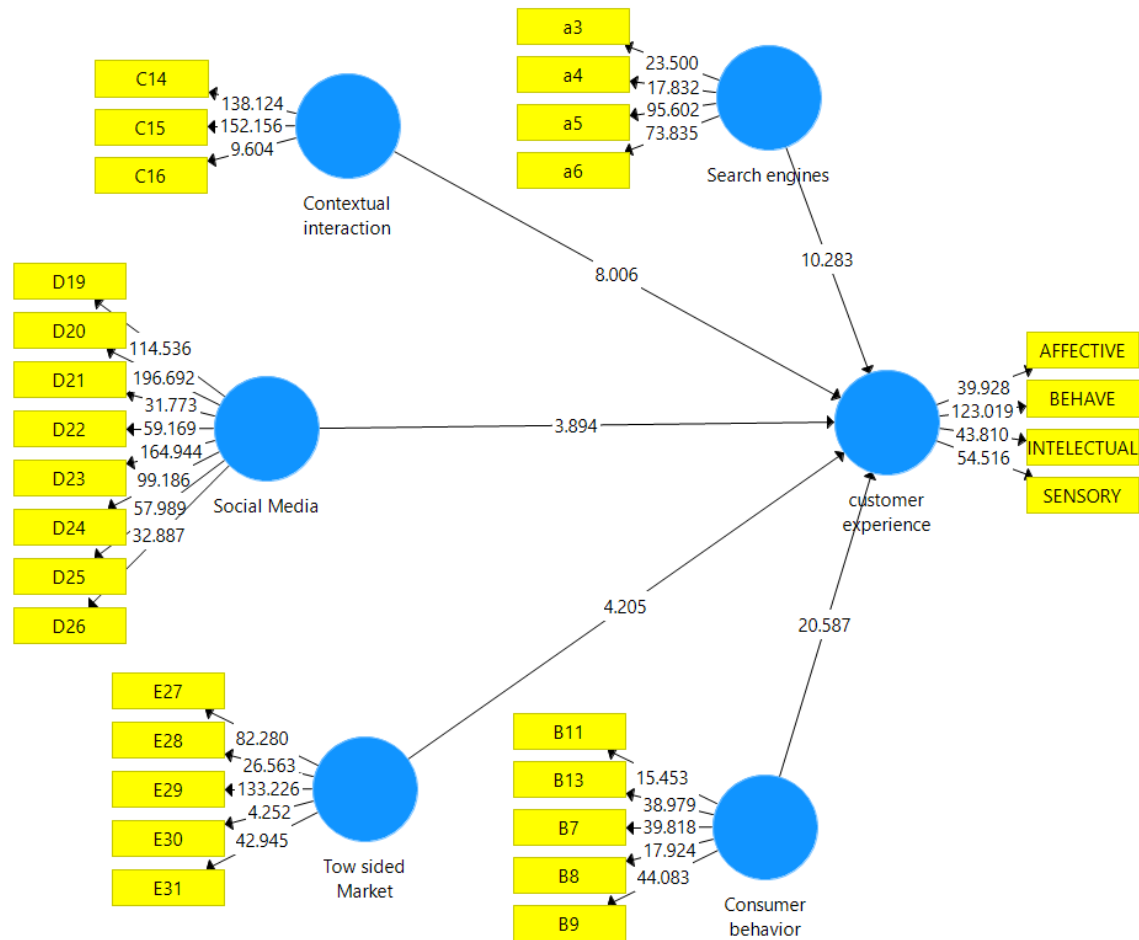 C14
C15
C16
138.124
152.156
9.604
Contextual
interaction
a3
a4
a5
a6
23.500
17.832
95.602
73.835
Search engines
8.006
10.283
D19
D20
D21
D22
D23
D24
D25
D26
114.536
196.692
31.773
59.169
164.944
99.186
57.989
32.887
Social Media
3.894
customer
experience
39.928
123.019
43.810
54.516
AFFECTIVE
BEHAVE
INTELECTUAL
SENSORY
4.205
20.587
E27
E28
E29
E30
E31
82.280
26.563
133.226
4.252
42.945
Tow sided
Market
B11
B13
B7
B8
B9
15.453
38.979
39.818
17.924
44.083
Consumer
behavior